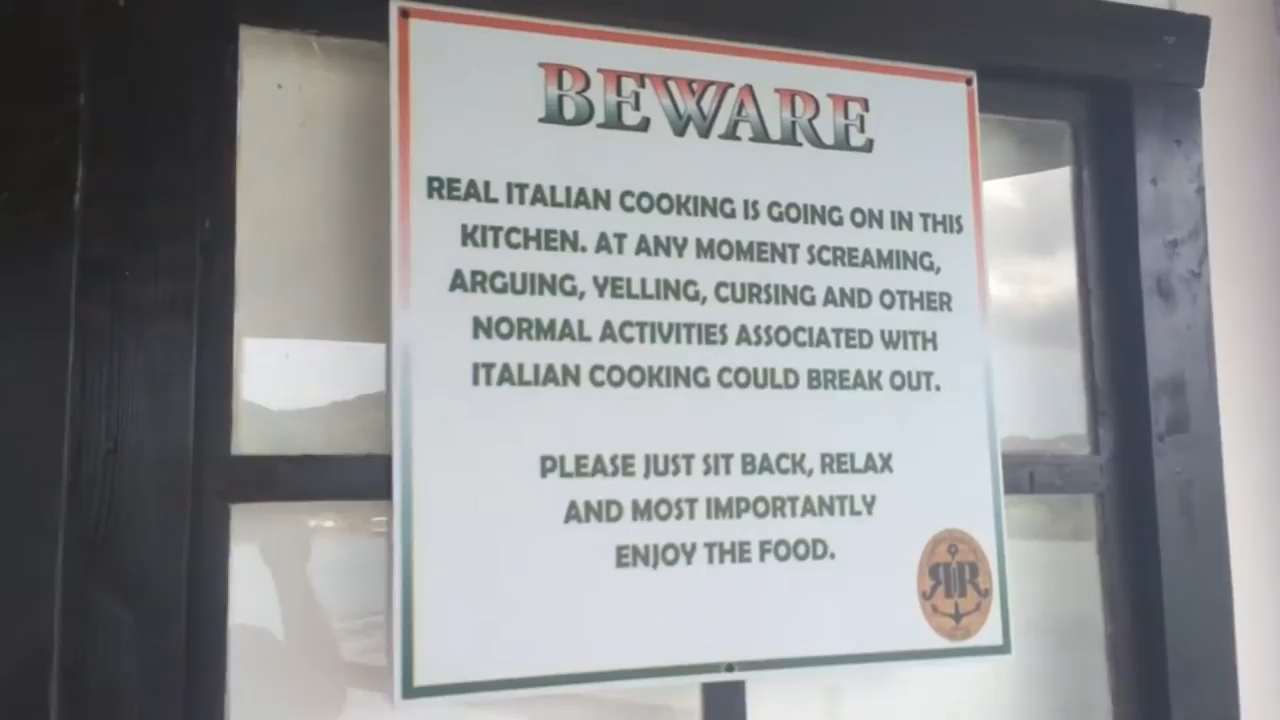 BEWARE
REAL ITALIAN COOKING IS GOING ON IN THIS
KITCHEN. AT ANY MOMENT SCREAMING,
ARGUING, YELLING, CURSING AND OTHER
NORMAL ACTIVITIES ASSOCIATED WITH
ITALIAN COOKING COULD BREAK OUT.
PLEASE JUST SIT BACK, RELAX
AND MOST IMPORTANTLY
ENJOY THE FOOD.